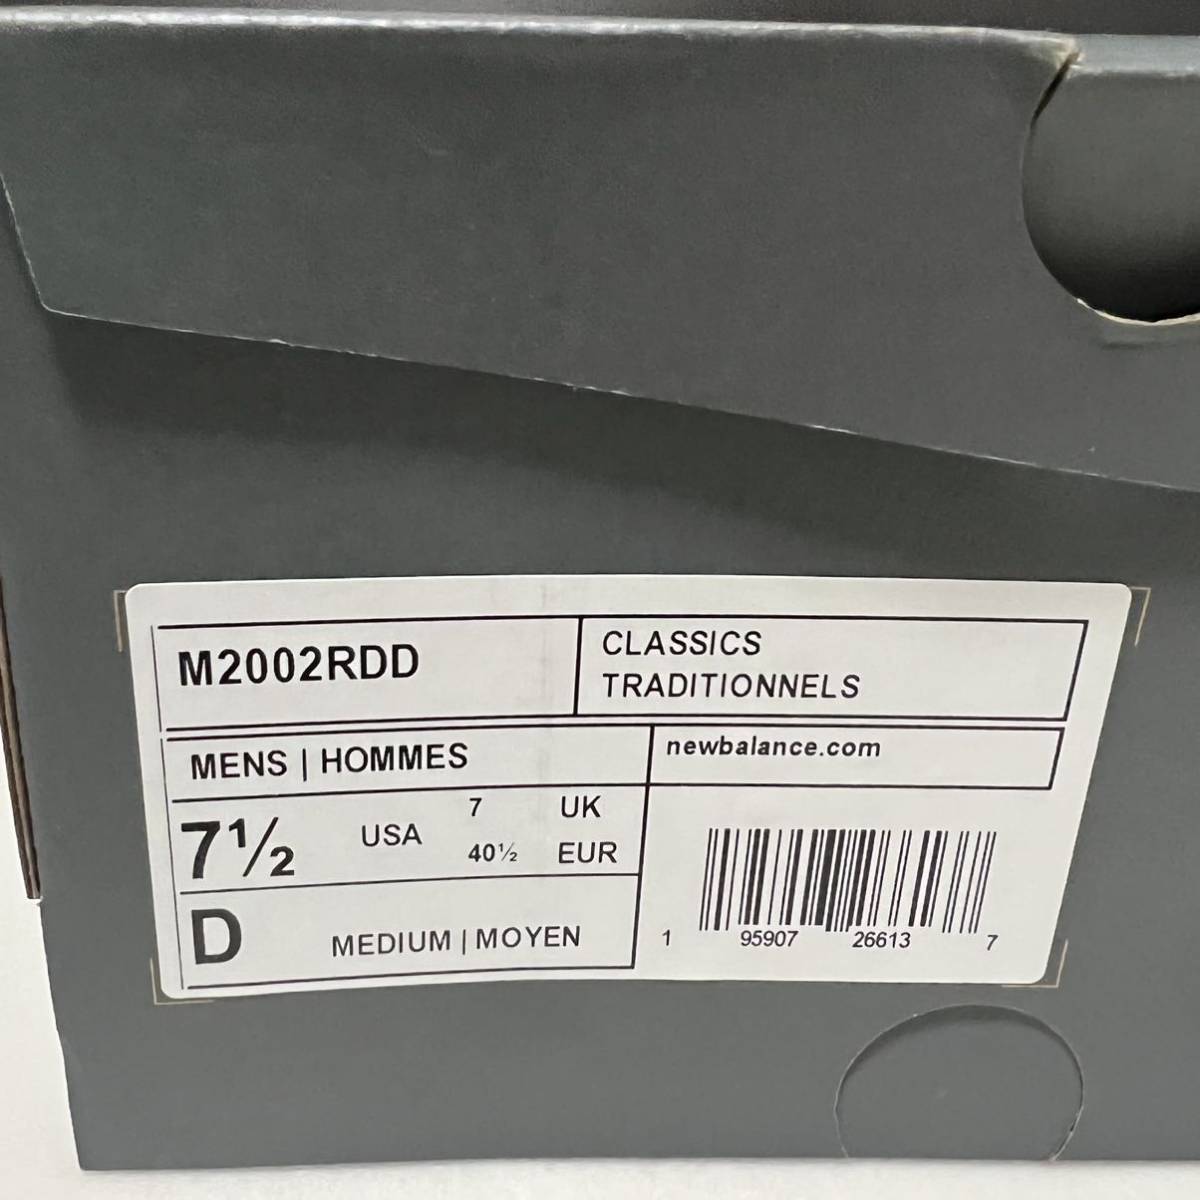 M2002RDD
CLASSICS
TRADITIONNELS
MENS | HOMMES
newbalance.com
7½ USA
7 UK
40½ EUR
D MEDIUM | MOYEN
1 95907 26613 7